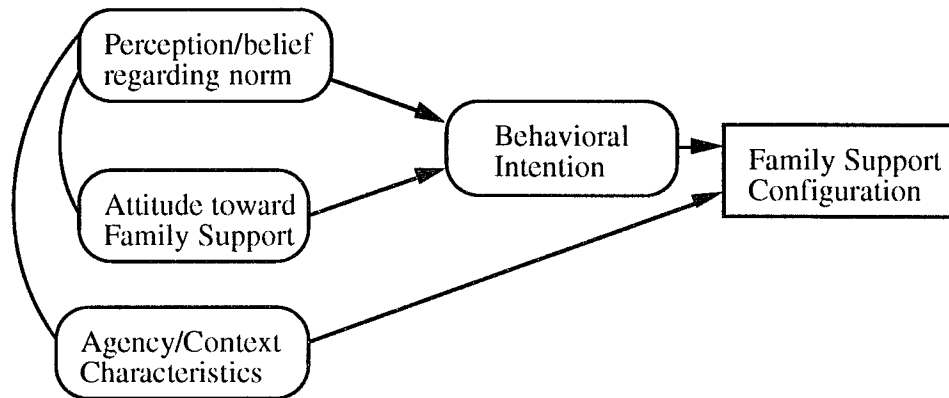 Perception/belief
regarding norm
Behavioral
Intention
Family Support
Configuration
Attitude toward
Family Support
Agency/Context
Characteristics